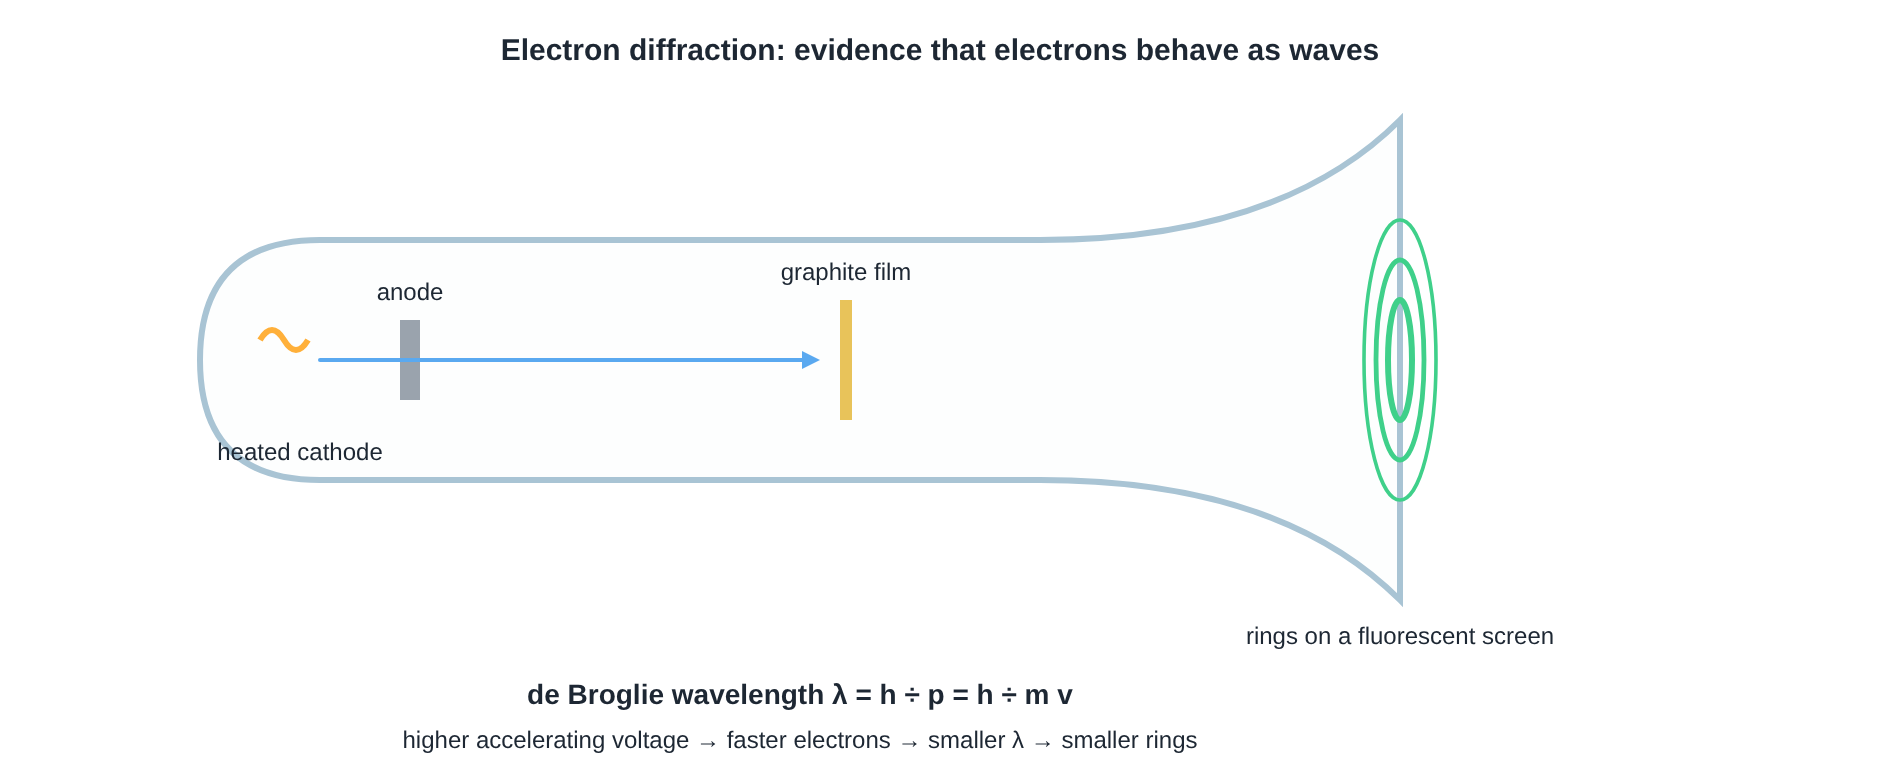 Electron diffraction: evidence that electrons behave as waves
graphite film
anode
heated cathode
rings on a fluorescent screen
de Broglie wavelength λ = h ÷ p = h ÷ m v
higher accelerating voltage → faster electrons → smaller λ → smaller rings